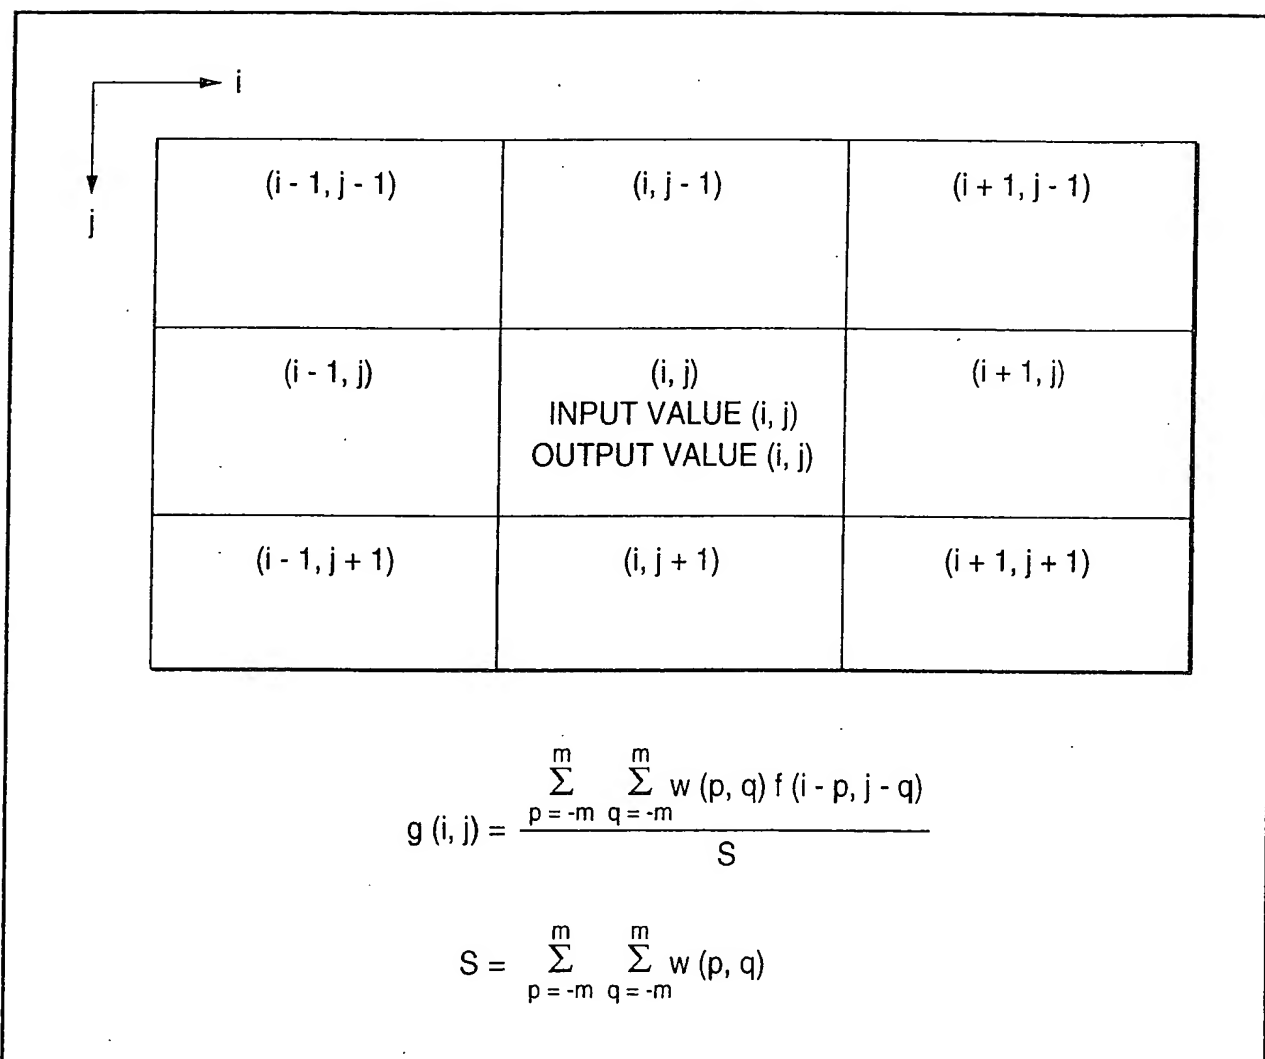 i
j
(i - 1, j - 1) (i, j - 1) (i + 1, j - 1)
(i - 1, j) (i, j) (i + 1, j)
INPUT VALUE (i, j)
OUTPUT VALUE (i, j)
(i - 1, j + 1) (i, j + 1) (i + 1, j + 1)
m m
Σ Σ w (p, q) f (i - p, j - q)
p = -m q = -m
g (i, j) =
S
m m
S = Σ Σ w (p, q)
p = -m q = -m